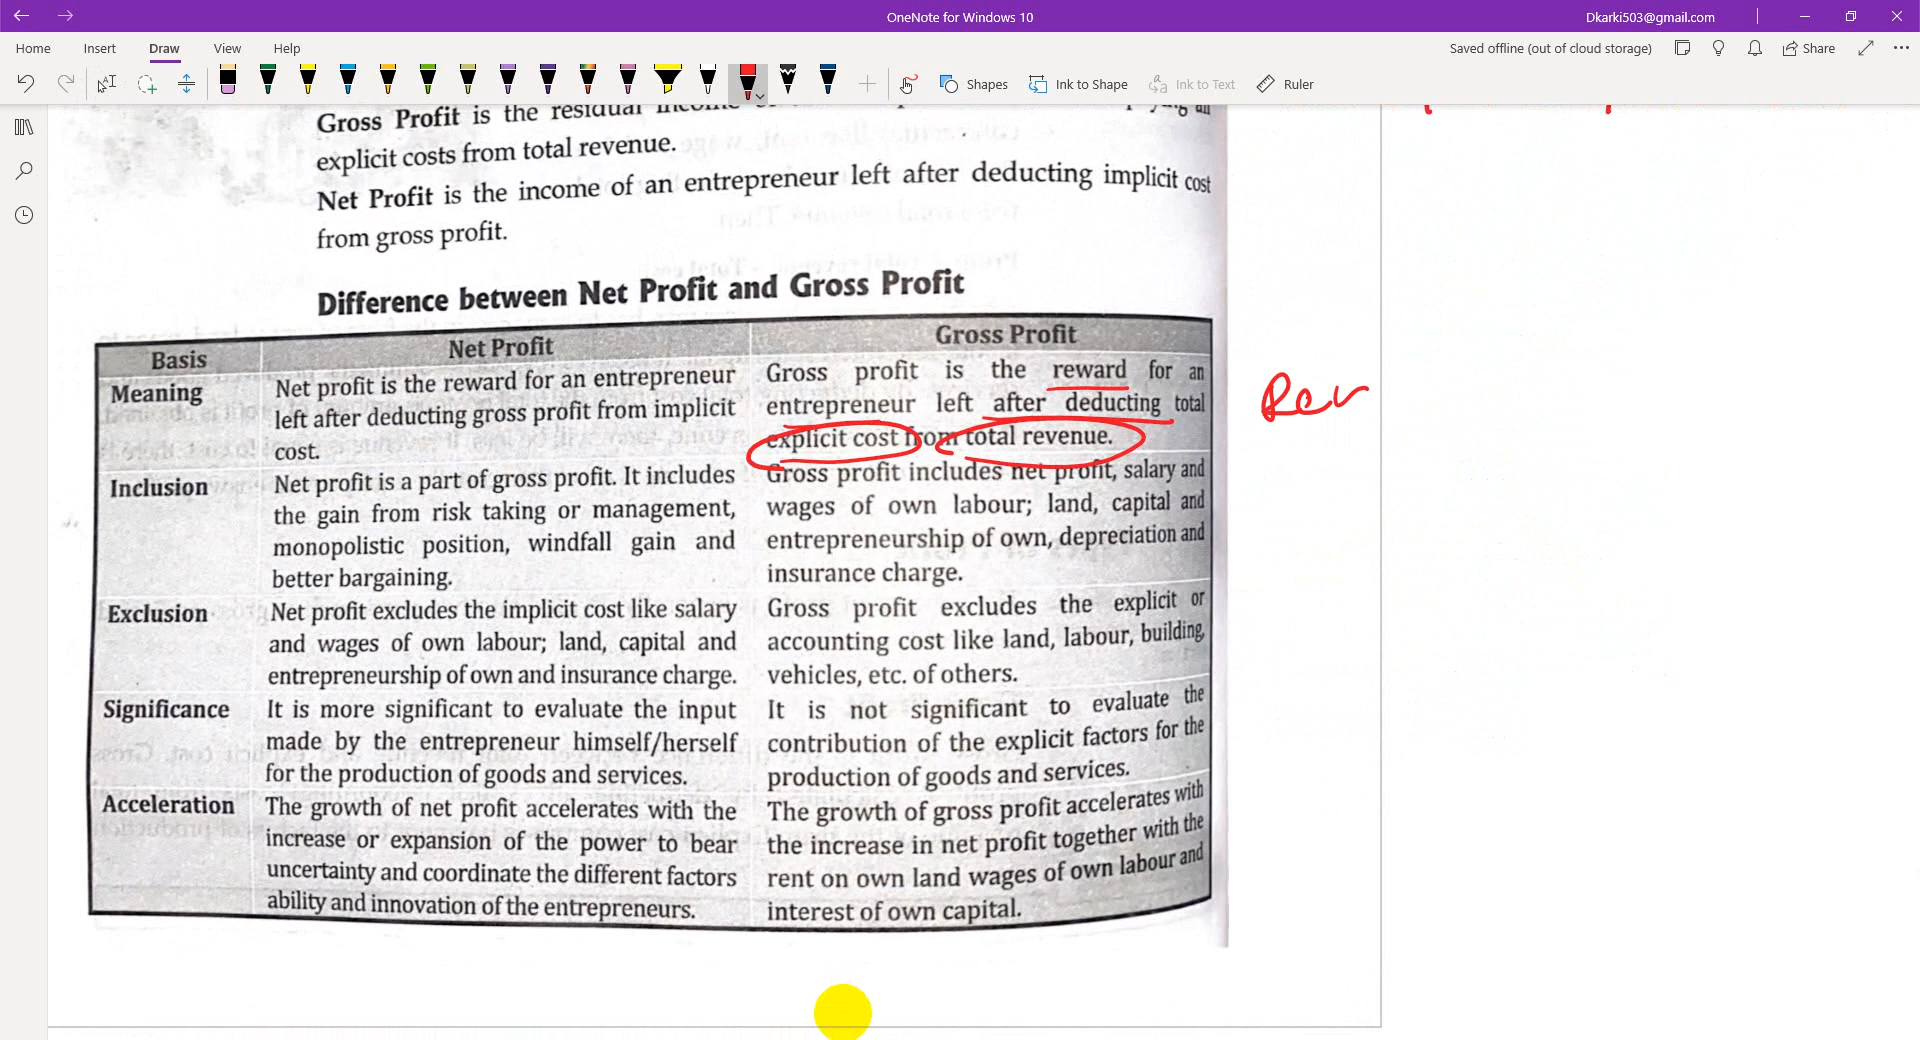 OneNote for Windows 10
Dkarki503@gmail.com
Home Insert Draw View Help
Saved offline (out of cloud storage)
Share
Shapes
Ink to Shape
Ink to Text
Ruler
Gross Profit is the residual income
explicit costs from total revenue.
Net Profit is the income of an entrepreneur left after deducting implicit cost
from gross profit.
Difference between Net Profit and Gross Profit
Basis Net Profit Gross Profit
Meaning
Net profit is the reward for an entrepreneur
left after deducting gross profit from implicit
cost.
Gross profit is the reward for an
entrepreneur left after deducting total
explicit cost from total revenue.
Rev
Inclusion
Net profit is a part of gross profit. It includes
the gain from risk taking or management,
monopolistic position, windfall gain and
better bargaining.
Gross profit includes net profit, salary and
wages of own labour; land, capital and
entrepreneurship of own, depreciation and
insurance charge.
Exclusion
Net profit excludes the implicit cost like salary
and wages of own labour; land, capital and
entrepreneurship of own and insurance charge.
Gross profit excludes the explicit or
accounting cost like land, labour, building,
vehicles, etc. of others.
Significance
It is more significant to evaluate the input
made by the entrepreneur himself/herself
for the production of goods and services.
It is not significant to evaluate the
contribution of the explicit factors for the
production of goods and services.
Acceleration
The growth of net profit accelerates with the
increase or expansion of the power to bear
uncertainty and coordinate the different factors
ability and innovation of the entrepreneurs.
The growth of gross profit accelerates with
the increase in net profit together with the
rent on own land wages of own labour and
interest of own capital.